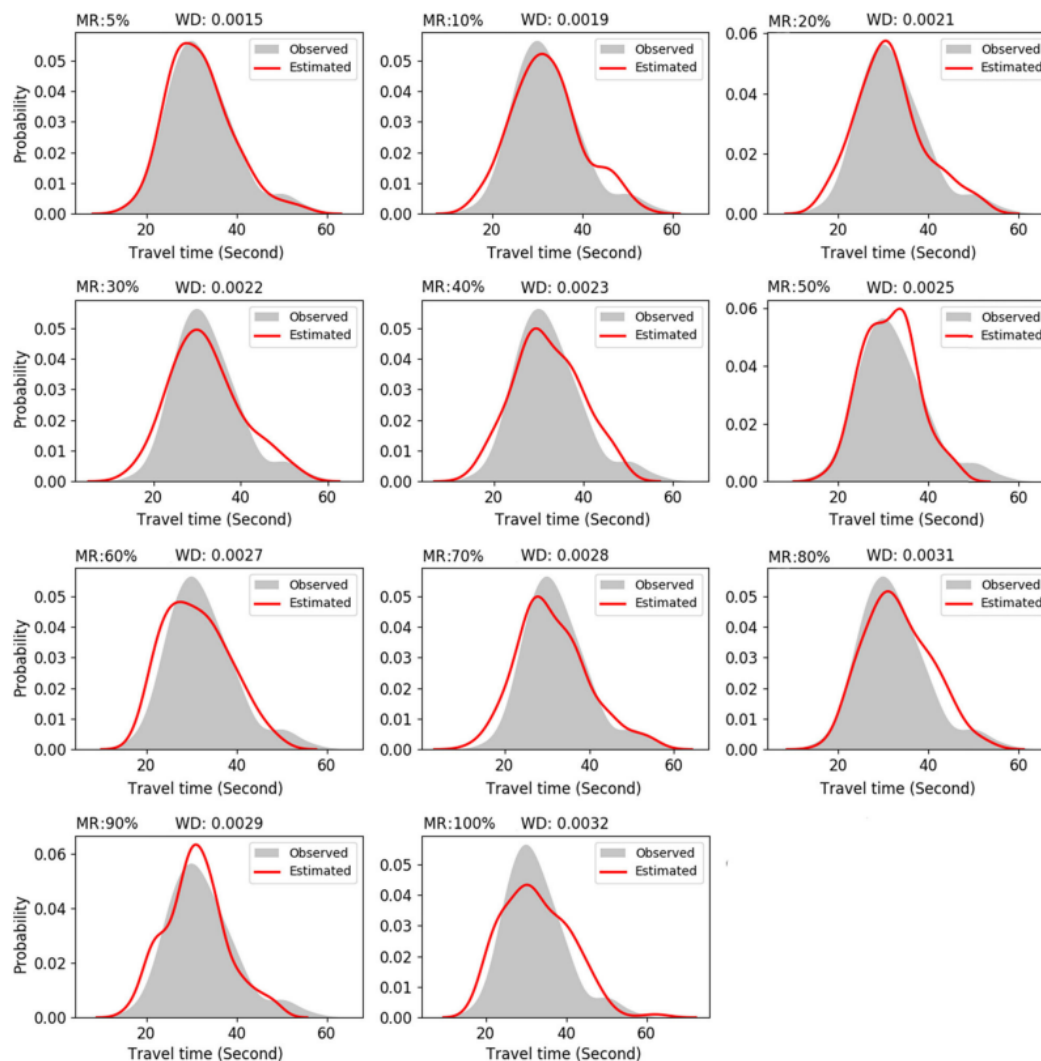 MR:5% WD: 0.0015 MR:10% WD: 0.0019 MR:20% WD: 0.0021
0.06
0.05 0.05
Observed Observed Observed
Estimated Estimated Estimated
0.04 0.04 0.04
Probability
0.03 0.03
0.02 0.02 0.02
0.01 0.01
0.00 0.00 0.00
20 40 60 20 40 60 20 40 60
Travel time (Second) Travel time (Second) Travel time (Second)
MR:30% WD: 0.0022 MR:40% WD: 0.0023 MR:50% WD: 0.0025
0.06
0.05 0.05
Observed Observed Observed
Estimated Estimated Estimated
0.04 0.04 0.04
Probability
0.03 0.03
0.02 0.02 0.02
0.01 0.01
0.00 0.00 0.00
20 40 60 20 40 60 20 40 60
Travel time (Second) Travel time (Second) Travel time (Second)
MR:60% WD: 0.0027 MR:70% WD: 0.0028 MR:80% WD: 0.0031
Observed Observed Observed
0.05 0.05 0.05
Estimated Estimated Estimated
0.04 0.04 0.04
Probability
0.03 0.03 0.03
0.02 0.02 0.02
0.01 0.01 0.01
0.00 0.00 0.00
20 40 60 20 40 60 20 40 60
Travel time (Second) Travel time (Second) Travel time (Second)
MR:90% WD: 0.0029 MR:100% WD: 0.0032
0.06
Observed Observed
0.05
Estimated Estimated
0.04 0.04
Probability
0.03
0.02 0.02
0.01
0.00 0.00
20 40 60 20 40 60
Travel time (Second) Travel time (Second)